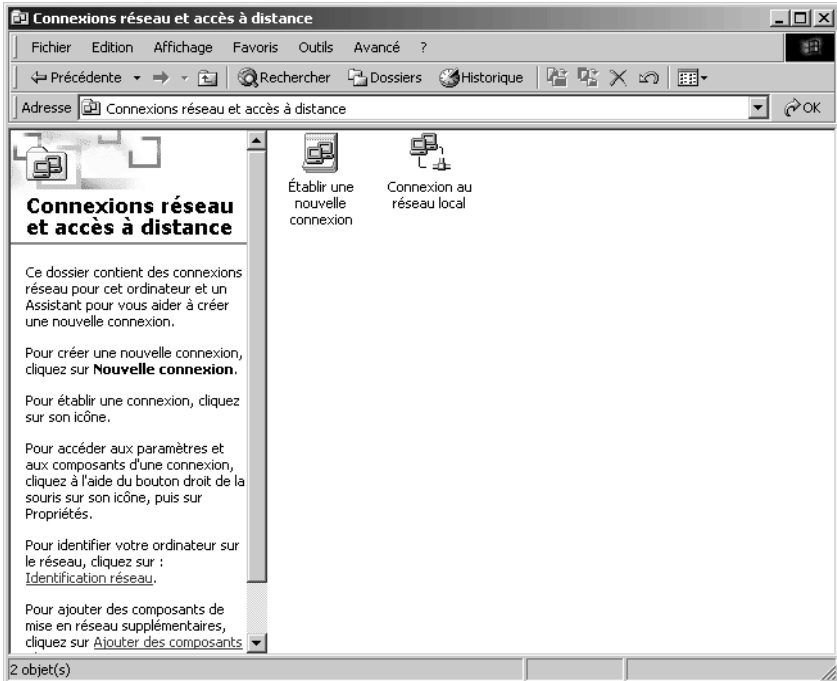 Connexions réseau et accès à distance
Fichier Edition Affichage Favoris Outils Avancé ?
Précédente Rechercher Dossiers Historique
Adresse Connexions réseau et accès à distance OK
Connexions réseau
et accès à distance
Ce dossier contient des connexions
réseau pour cet ordinateur et un
Assistant pour vous aider à créer
une nouvelle connexion.
Pour créer une nouvelle connexion,
cliquez sur Nouvelle connexion.
Pour établir une connexion, cliquez
sur son icône.
Pour accéder aux paramètres et
aux composants d'une connexion,
cliquez à l'aide du bouton droit de la
souris sur son icône, puis sur
Propriétés.
Pour identifier votre ordinateur sur
le réseau, cliquez sur :
Identification réseau.
Pour ajouter des composants de
mise en réseau supplémentaires,
cliquez sur Ajouter des composants
Établir une
nouvelle
connexion
Connexion au
réseau local
2 objet(s)